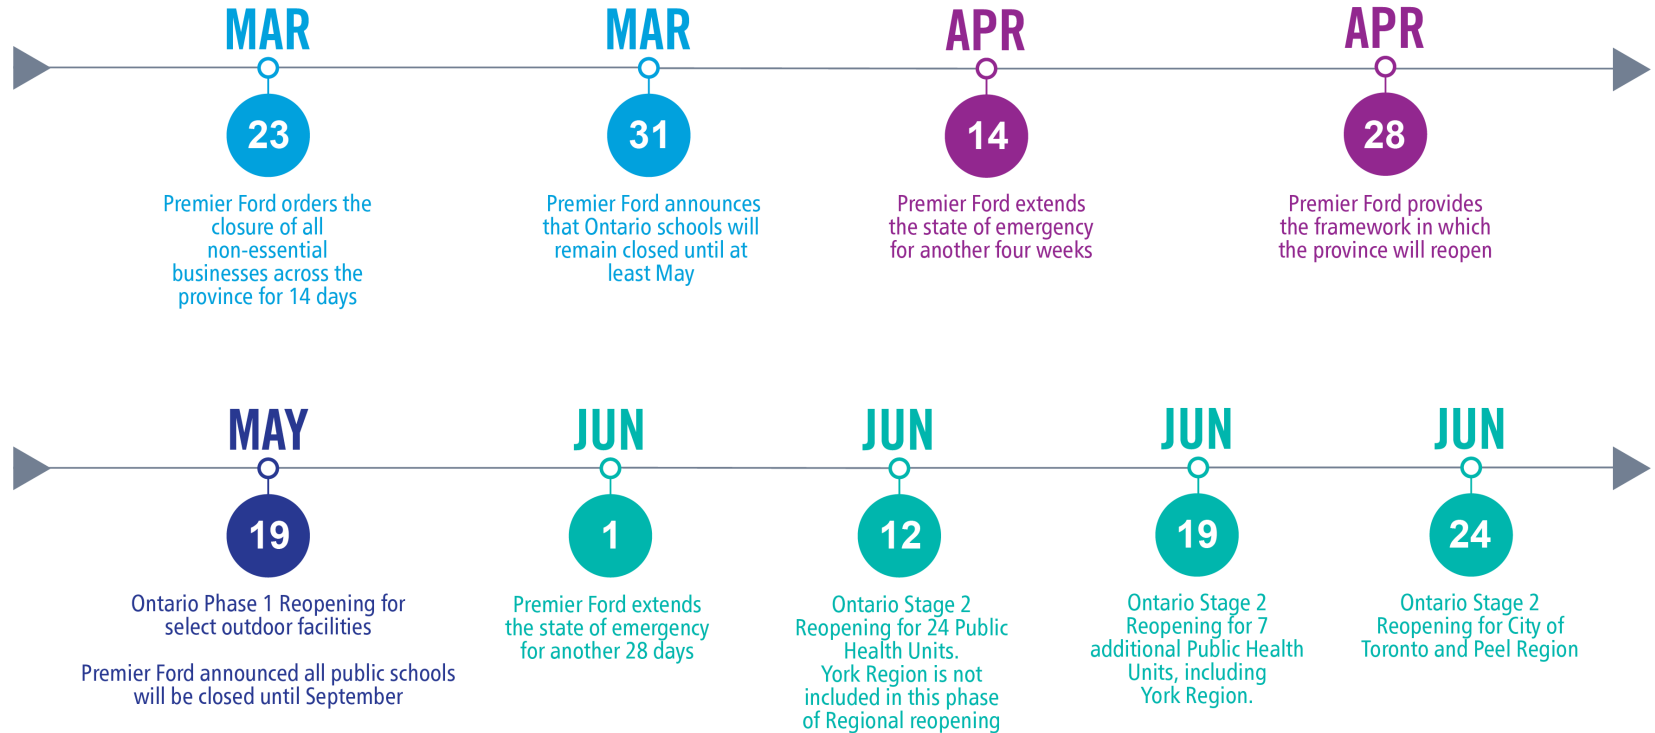 MAR
23
Premier Ford orders the
closure of all
non-essential
businesses across the
province for 14 days
MAR
31
Premier Ford announces
that Ontario schools will
remain closed until at
least May
APR
14
Premier Ford extends
the state of emergency
for another four weeks
APR
28
Premier Ford provides
the framework in which
the province will reopen
MAY
19
Ontario Phase 1 Reopening for
select outdoor facilities
Premier Ford announced all public schools
will be closed until September
JUN
1
Premier Ford extends
the state of emergency
for another 28 days
JUN
12
Ontario Stage 2
Reopening for 24 Public
Health Units.
York Region is not
included in this phase
of Regional reopening
JUN
19
Ontario Stage 2
Reopening for 7
additional Public Health
Units, including
York Region.
JUN
24
Ontario Stage 2
Reopening for City of
Toronto and Peel Region